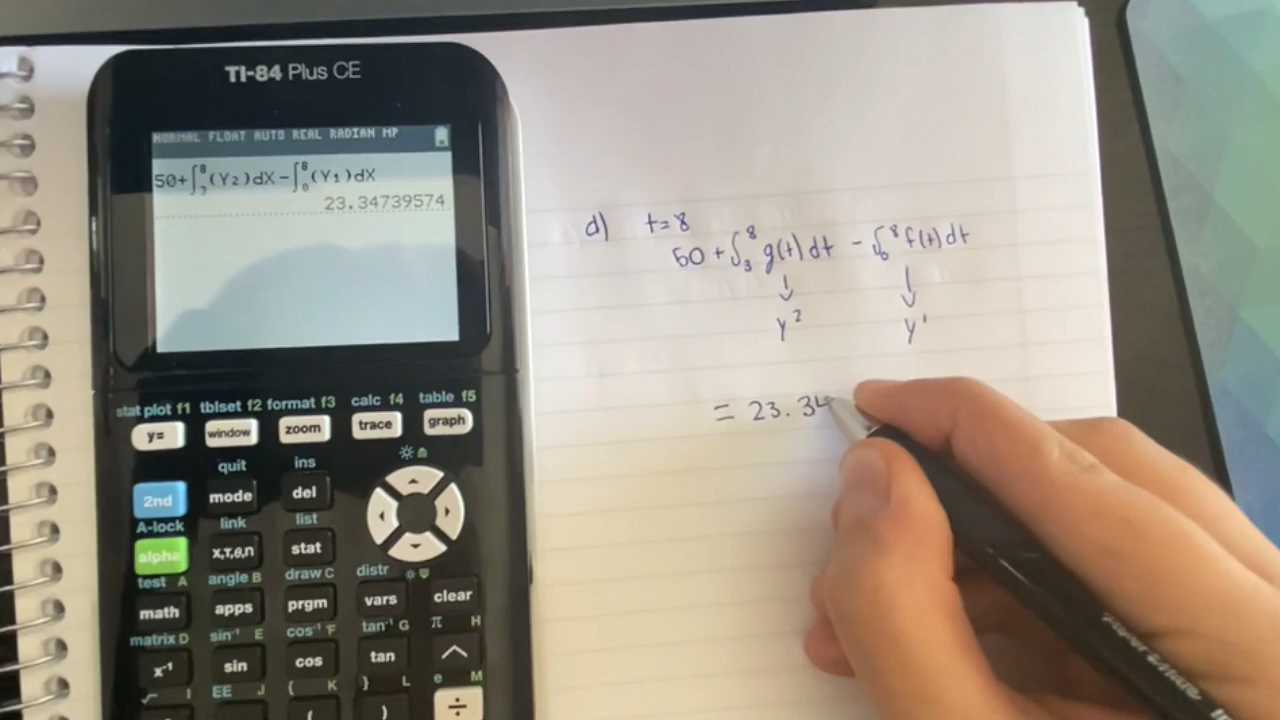 TI-84 Plus CE
NORMAL FLOAT AUTO REAL RADIAN MP
50+∫₃⁸(Y₂)dX-∫₀⁸(Y₁)dX
23.34739574
d) t=8
50 + ∫₃⁸ g(t) dt - ∫₀⁸ f(t) dt
↓ ↓
y² y¹
= 23.34
stat plot f1 tblset f2 format f3 calc f4 table f5
y= window zoom trace graph
quit ins
2nd mode del
A-lock link list
alpha X,T,θ,n stat
test A angle B draw C distr
math apps prgm vars clear
matrix D sin⁻¹ E cos⁻¹ F tan⁻¹ G π H
x⁻¹ sin cos tan ^
√ I EE J { K } L e M
( ) ÷